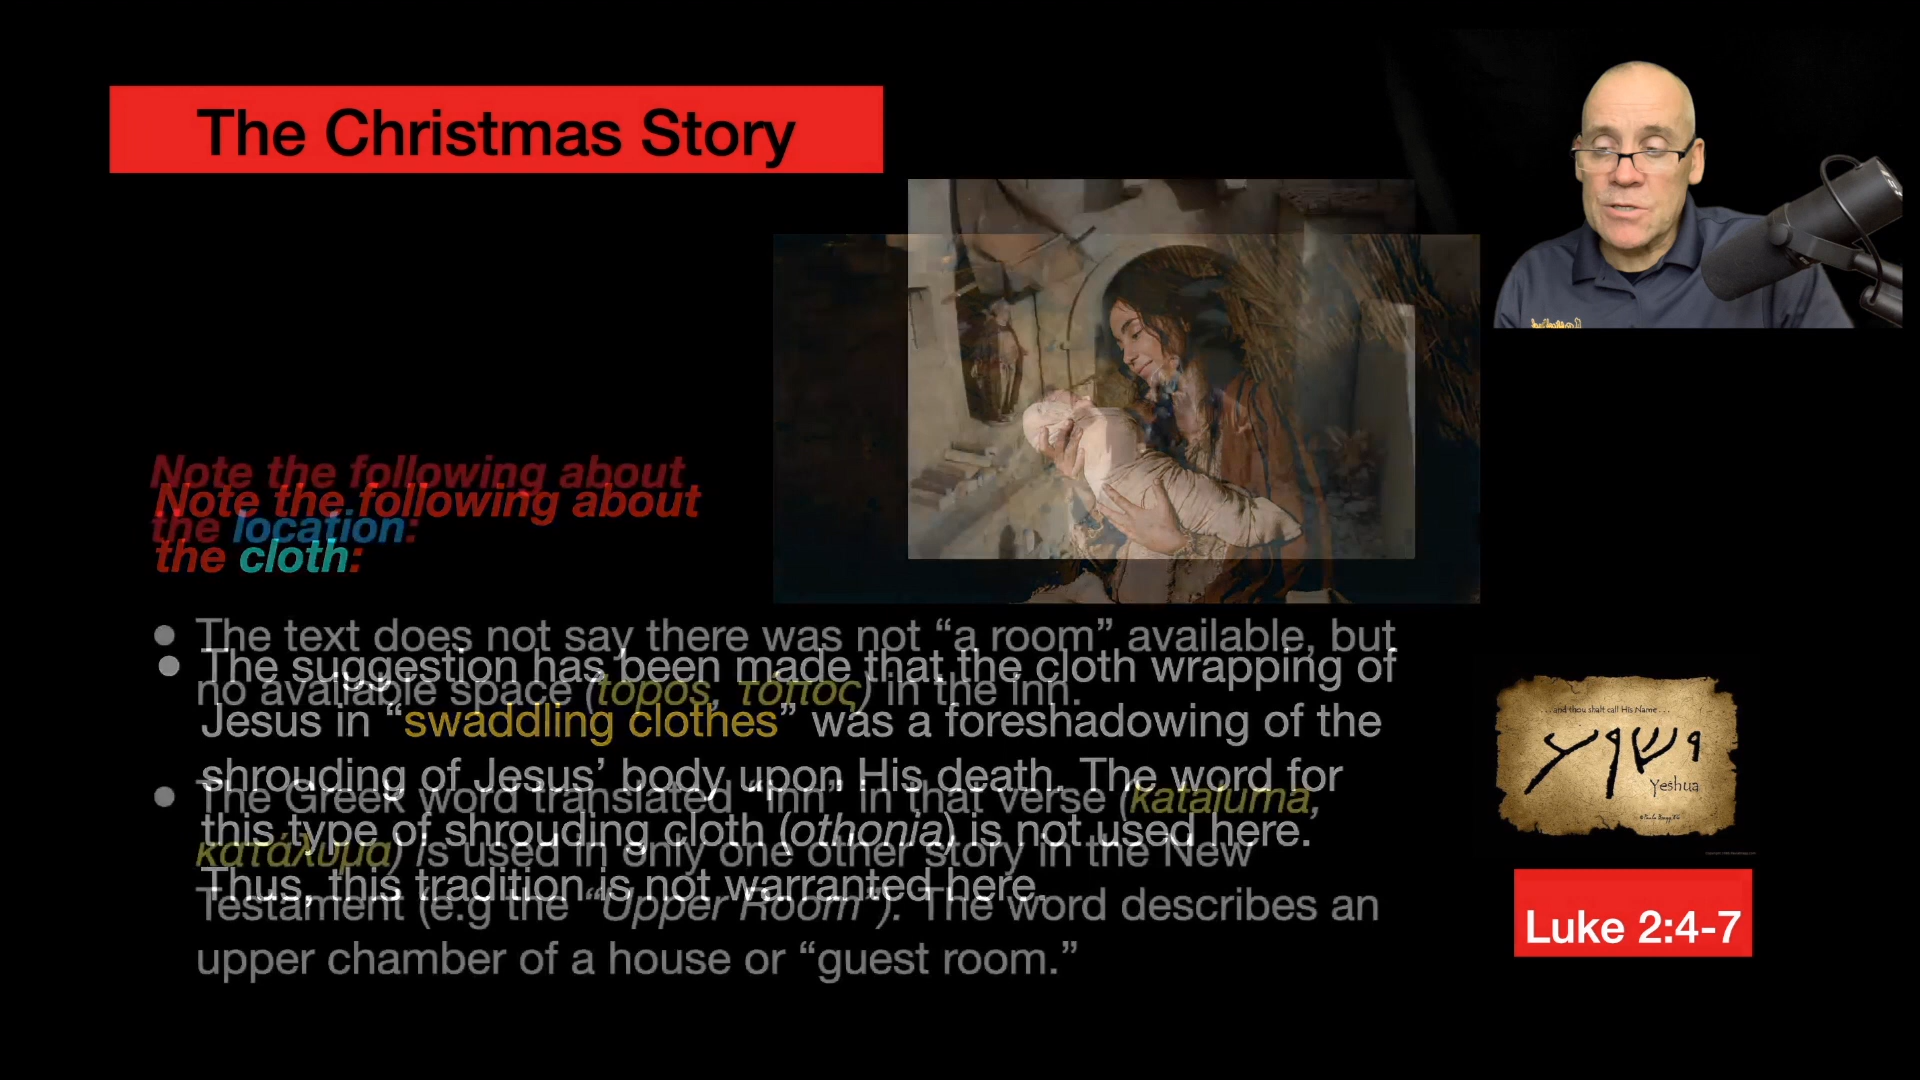 The Christmas Story
Note the following about
the location:
Note the following about
the cloth:
• The text does not say there was not “a room” available, but
no available space (topos, τόπος) in the inn.
• The Greek word translated “inn” in that verse (kataluma,
κατάλυμα) is used in only one other story in the New
Testament (e.g the “Upper Room”). The word describes an
upper chamber of a house or “guest room.”
• The suggestion has been made that the cloth wrapping of
Jesus in “swaddling clothes” was a foreshadowing of the
shrouding of Jesus’ body upon His death. The word for
this type of shrouding cloth (othonia) is not used here.
Thus, this tradition is not warranted here.
...and thou shalt call His Name...
Yeshua
Luke 2:4-7